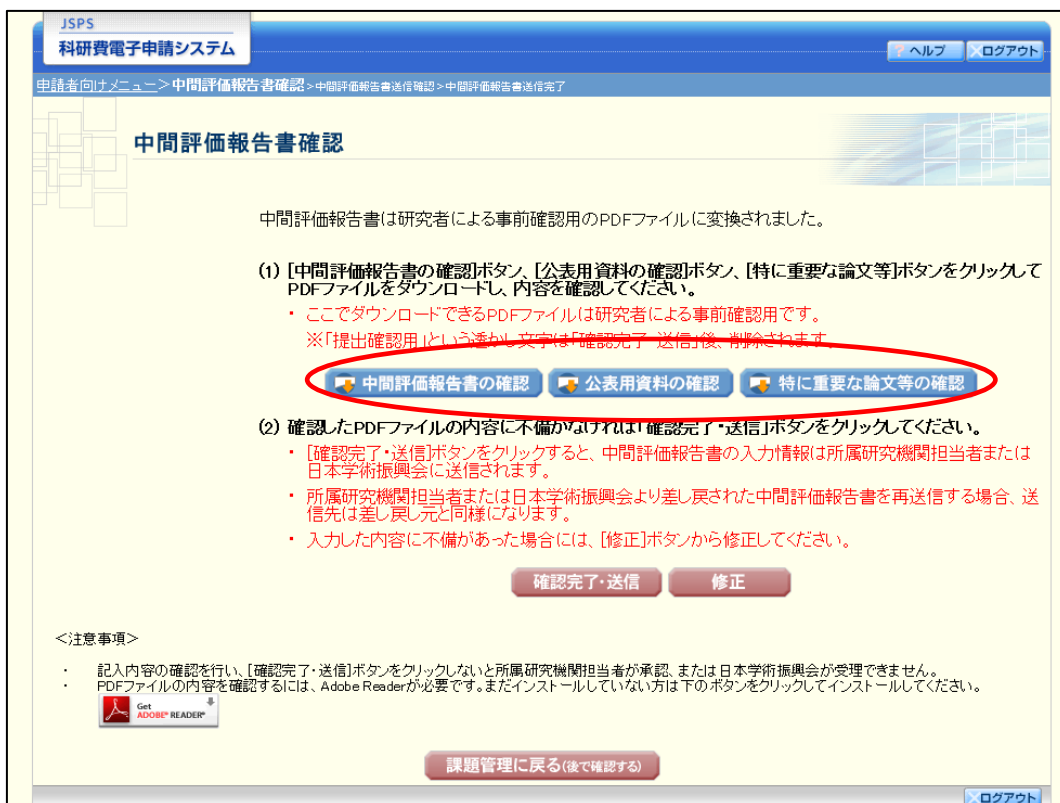 JSPS
科研費電子申請システム
? ヘルプ
×ログアウト
申請者向けメニュー>中間評価報告書確認>中間評価報告書送信確認>中間評価報告書送信完了
中間評価報告書確認
中間評価報告書は研究者による事前確認用のPDFファイルに変換されました。
(1) [中間評価報告書の確認]ボタン、[公表用資料の確認]ボタン、[特に重要な論文等]ボタンをクリックして
PDFファイルをダウンロードし、内容を確認してください。
・ ここでダウンロードできるPDFファイルは研究者による事前確認用です。
※「提出確認用」という透かし文字は「確認完了・送信」後、削除されます。
中間評価報告書の確認
公表用資料の確認
特に重要な論文等の確認
(2) 確認したPDFファイルの内容に不備がなければ「確認完了・送信」ボタンをクリックしてください。
・ [確認完了・送信]ボタンをクリックすると、中間評価報告書の入力情報は所属研究機関担当者または
日本学術振興会に送信されます。
・ 所属研究機関担当者または日本学術振興会より差し戻された中間評価報告書を再送信する場合、送
信先は差し戻し元と同様になります。
・ 入力した内容に不備があった場合には、[修正]ボタンから修正してください。
確認完了・送信
修正
<注意事項>
・ 記入内容の確認を行い、[確認完了・送信]ボタンをクリックしないと所属研究機関担当者が承認、または日本学術振興会が受理できません。
・ PDFファイルの内容を確認するには、Adobe Readerが必要です。まだインストールしていない方は下のボタンをクリックしてインストールしてください。
Get
ADOBE® READER®
課題管理に戻る(後で確認する)
×ログアウト